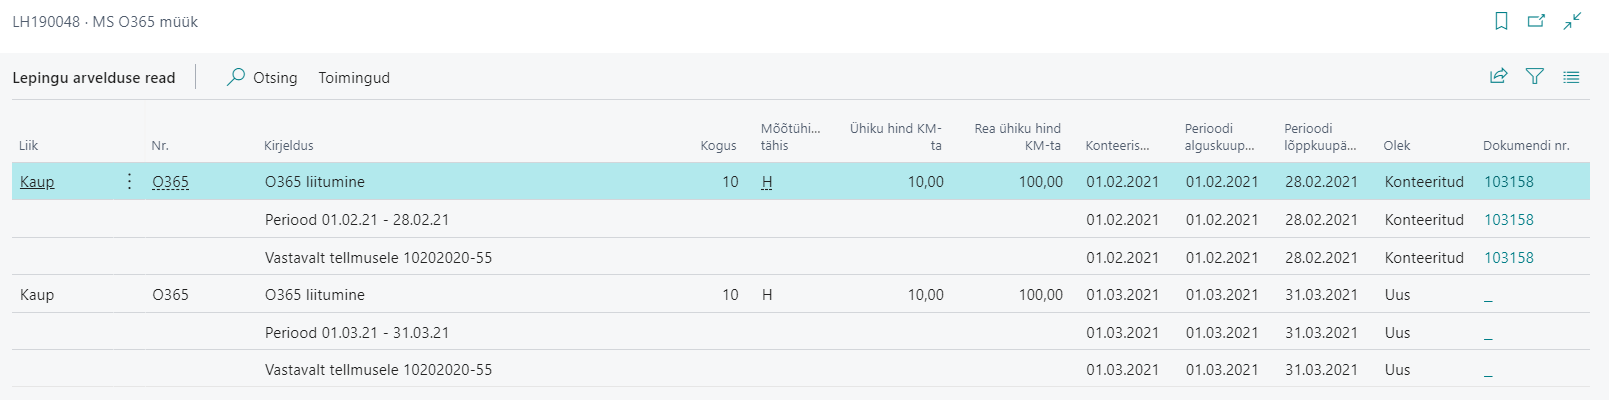 LH190048 · MS O365 müük
Lepingu arvelduse read Otsing Toimingud
Liik Nr. Kirjeldus Kogus Mõõtühi... tähis Ühiku hind KM-ta Rea ühiku hind KM-ta Konteeris... Perioodi alguskuup... Perioodi lõppkuupä... Olek Dokumendi nr.
Kaup O365 O365 liitumine 10 H 10,00 100,00 01.02.2021 01.02.2021 28.02.2021 Konteeritud 103158
Periood 01.02.21 - 28.02.21 01.02.2021 01.02.2021 28.02.2021 Konteeritud 103158
Vastavalt tellmusele 10202020-55 01.02.2021 01.02.2021 28.02.2021 Konteeritud 103158
Kaup O365 O365 liitumine 10 H 10,00 100,00 01.03.2021 01.03.2021 31.03.2021 Uus _
Periood 01.03.21 - 31.03.21 01.03.2021 01.03.2021 31.03.2021 Uus _
Vastavalt tellmusele 10202020-55 01.03.2021 01.03.2021 31.03.2021 Uus _